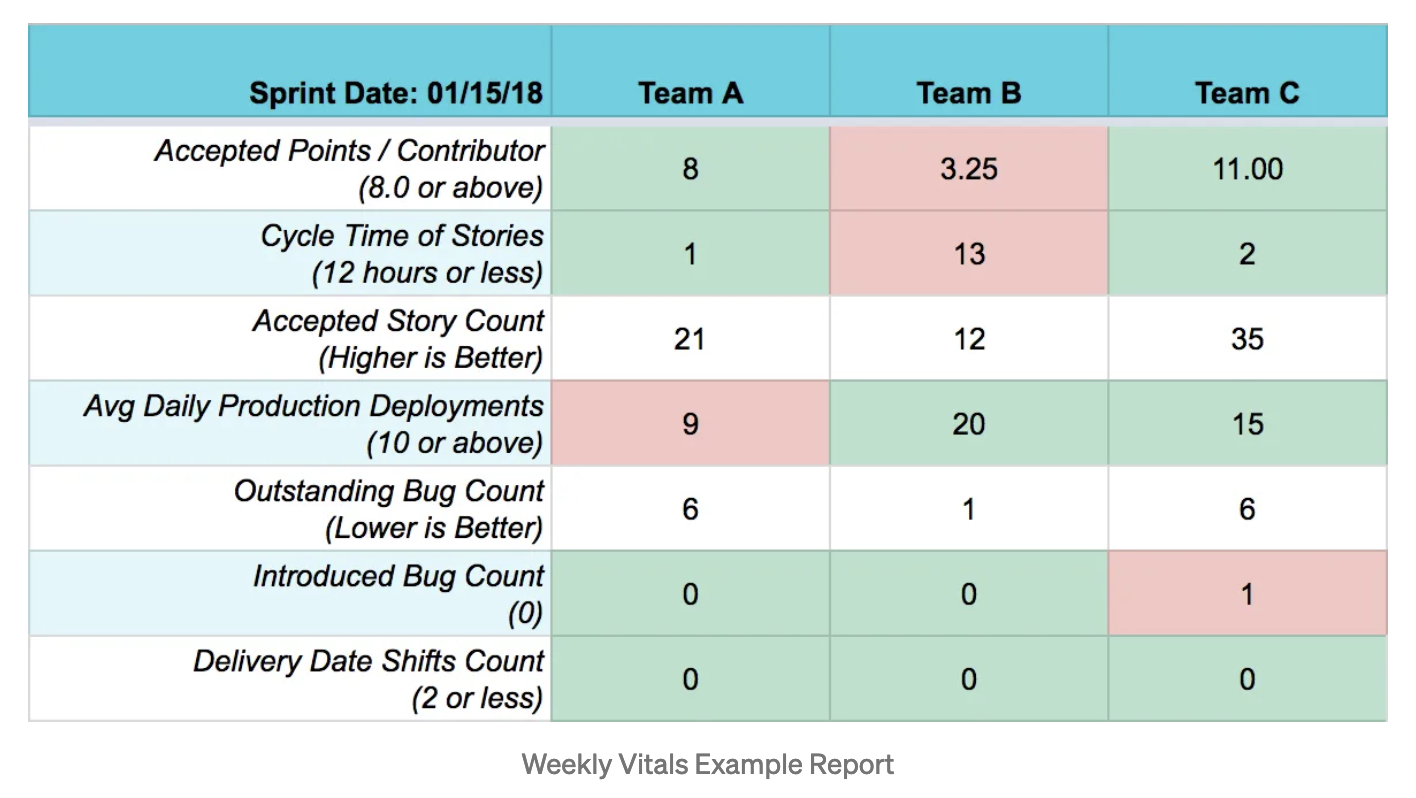 Sprint Date: 01/15/18 Team A Team B Team C
Accepted Points / Contributor
(8.0 or above) 8 3.25 11.00
Cycle Time of Stories
(12 hours or less) 1 13 2
Accepted Story Count
(Higher is Better) 21 12 35
Avg Daily Production Deployments
(10 or above) 9 20 15
Outstanding Bug Count
(Lower is Better) 6 1 6
Introduced Bug Count
(0) 0 0 1
Delivery Date Shifts Count
(2 or less) 0 0 0
Weekly Vitals Example Report